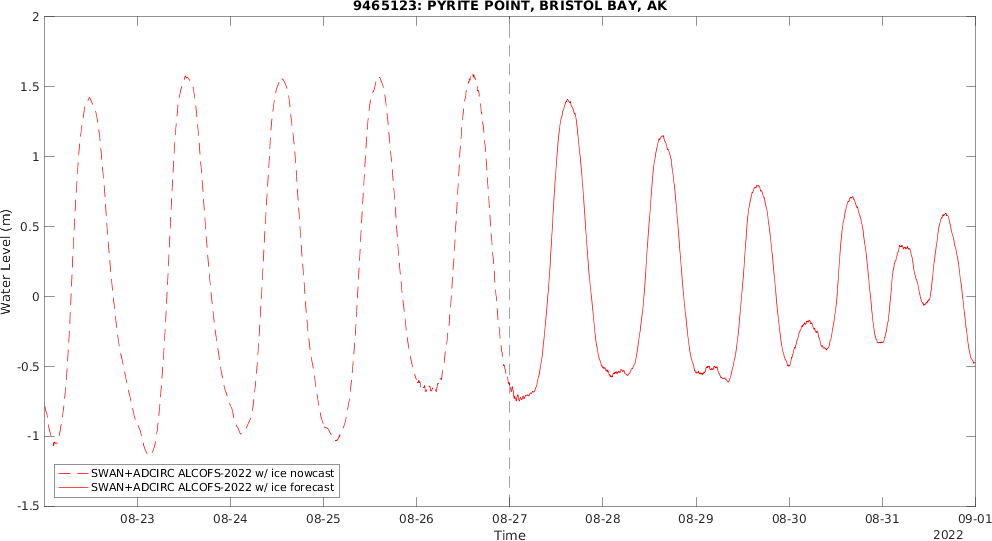 9465123: PYRITE POINT, BRISTOL BAY, AK
2
1.5
1
0.5
0
-0.5
-1
-1.5
Water Level (m)
SWAN+ADCIRC ALCOFS-2022 w/ ice nowcast
SWAN+ADCIRC ALCOFS-2022 w/ ice forecast
08-23 08-24 08-25 08-26 08-27 08-28 08-29 08-30 08-31 09-01
Time
2022